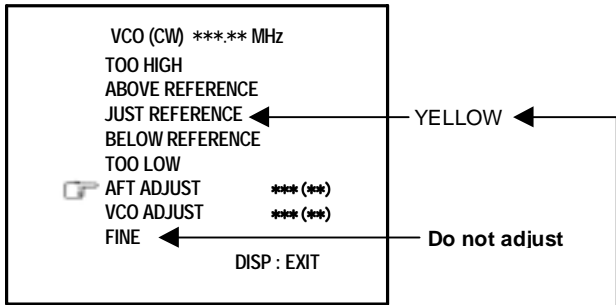 VCO (CW) ***.** MHz
TOO HIGH
ABOVE REFERENCE
JUST REFERENCE YELLOW
BELOW REFERENCE
TOO LOW
AFT ADJUST ***(**)
VCO ADJUST ***(**)
FINE Do not adjust
DISP : EXIT